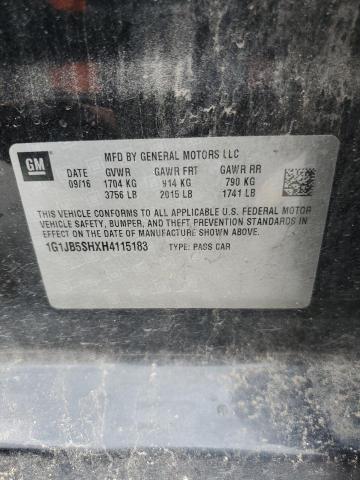 GM
MFD BY GENERAL MOTORS LLC
DATE GVWR GAWR FRT GAWR RR
09/16 1704 KG 914 KG 790 KG
3756 LB 2015 LB 1741 LB
THIS VEHICLE CONFORMS TO ALL APPLICABLE U.S. FEDERAL MOTOR
VEHICLE SAFETY, BUMPER, AND THEFT PREVENTION STANDARDS IN
EFFECT ON THE DATE OF MANUFACTURE SHOWN ABOVE.
1G1JB5SHXH4115183 TYPE: PASS CAR